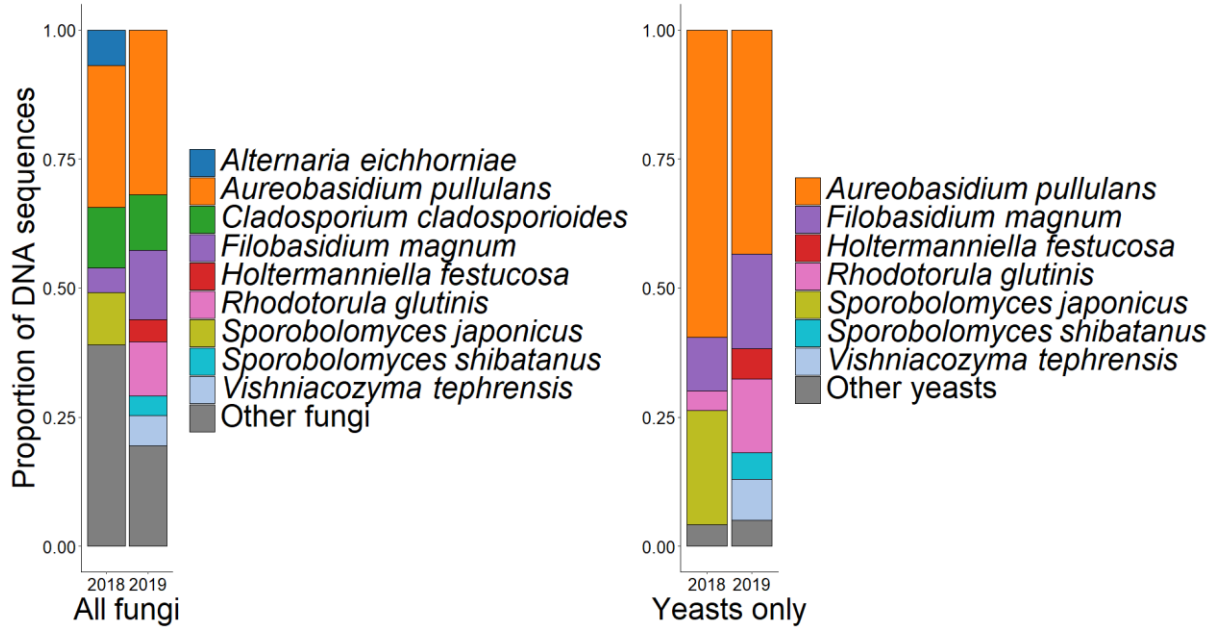 Proportion of DNA sequences
1.00
0.75
0.50
0.25
0.00
2018 2019
All fungi
Alternaria eichhorniae
Aureobasidium pullulans
Cladosporium cladosporioides
Filobasidium magnum
Holtermanniella festucosa
Rhodotorula glutinis
Sporobolomyces japonicus
Sporobolomyces shibatanus
Vishniacozyma tephrensis
Other fungi
1.00
0.75
0.50
0.25
0.00
2018 2019
Yeasts only
Aureobasidium pullulans
Filobasidium magnum
Holtermanniella festucosa
Rhodotorula glutinis
Sporobolomyces japonicus
Sporobolomyces shibatanus
Vishniacozyma tephrensis
Other yeasts